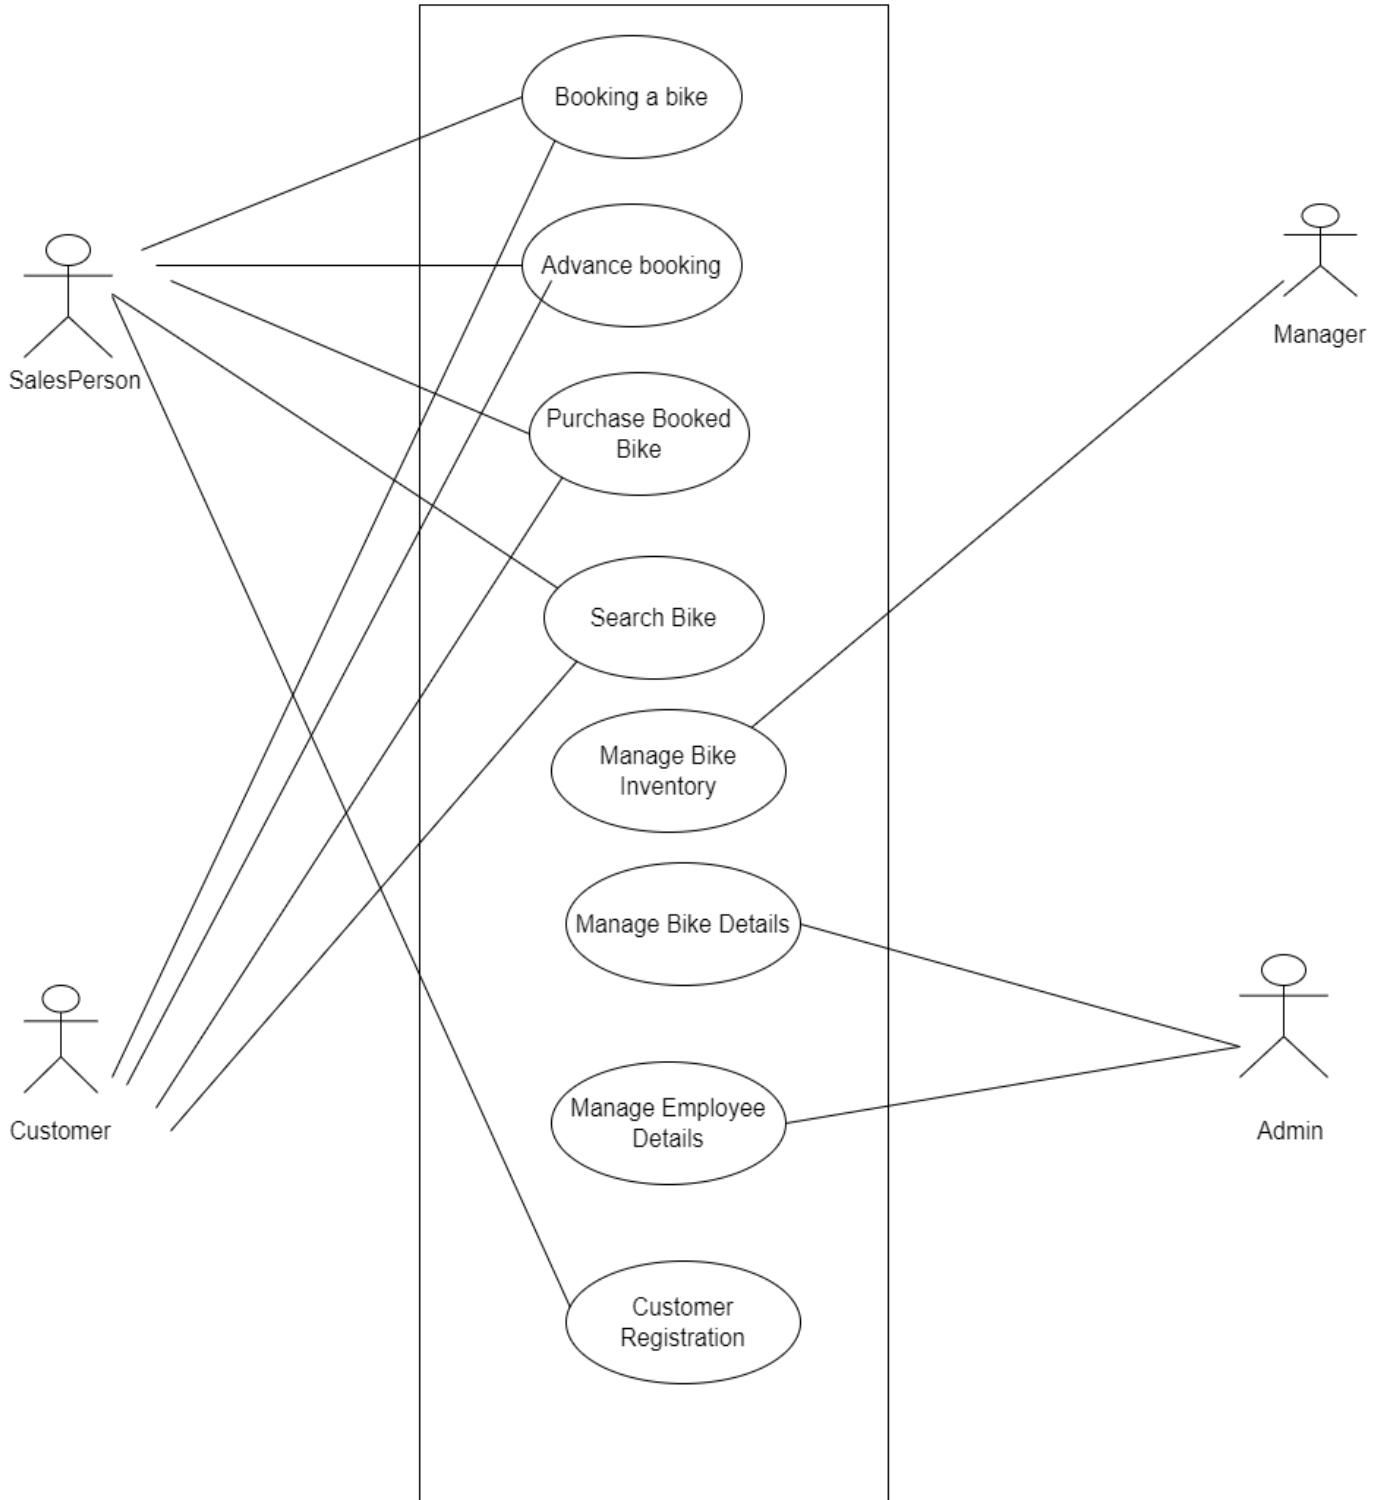 Booking a bike
Advance booking
SalesPerson
Manager
Purchase Booked
Bike
Search Bike
Manage Bike
Inventory
Manage Bike Details
Manage Employee
Details
Customer
Admin
Customer
Registration